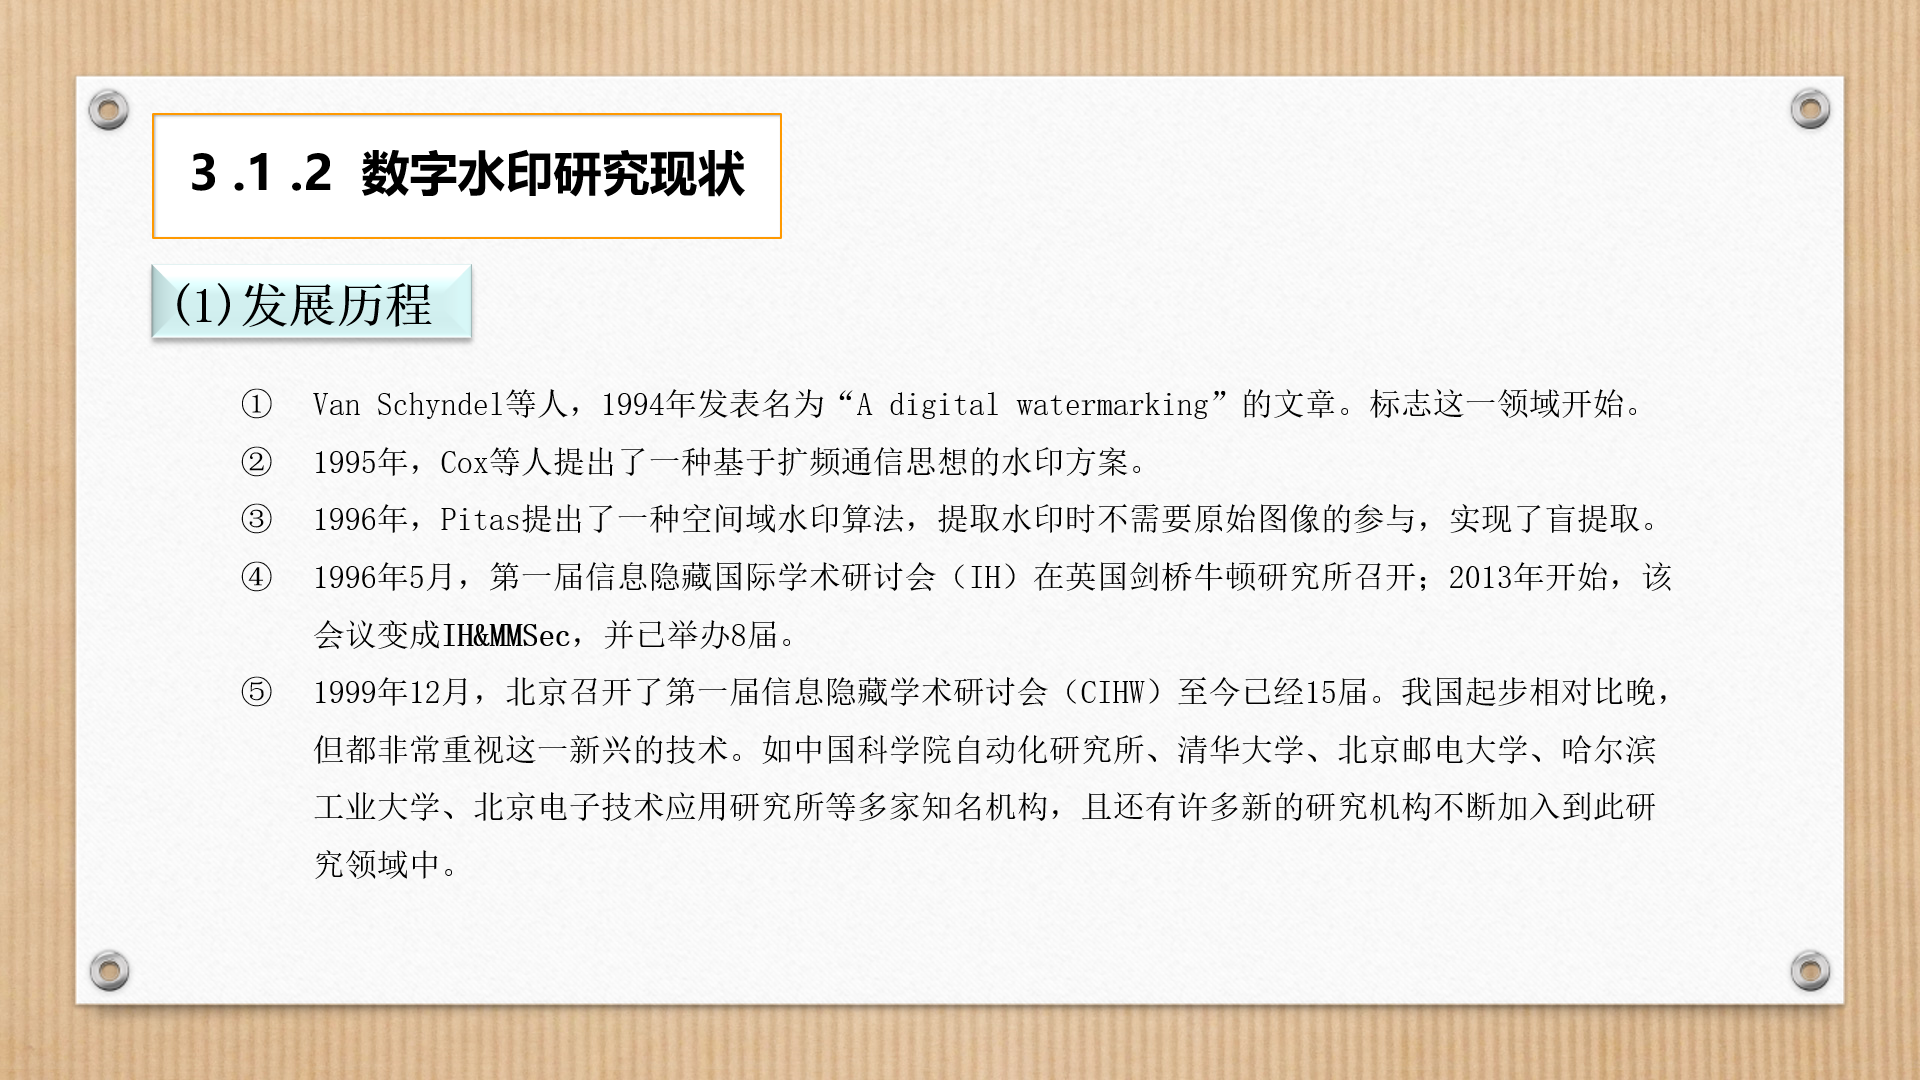 3 .1 .2 数字水印研究现状
(1)发展历程
① Van Schyndel等人，1994年发表名为“A digital watermarking”的文章。标志这一领域开始。
② 1995年，Cox等人提出了一种基于扩频通信思想的水印方案。
③ 1996年，Pitas提出了一种空间域水印算法，提取水印时不需要原始图像的参与，实现了盲提取。
④ 1996年5月，第一届信息隐藏国际学术研讨会（IH）在英国剑桥牛顿研究所召开；2013年开始，该
会议变成IH&MMSec，并已举办8届。
⑤ 1999年12月，北京召开了第一届信息隐藏学术研讨会（CIHW）至今已经15届。我国起步相对比晚，
但都非常重视这一新兴的技术。如中国科学院自动化研究所、清华大学、北京邮电大学、哈尔滨
工业大学、北京电子技术应用研究所等多家知名机构，且还有许多新的研究机构不断加入到此研
究领域中。